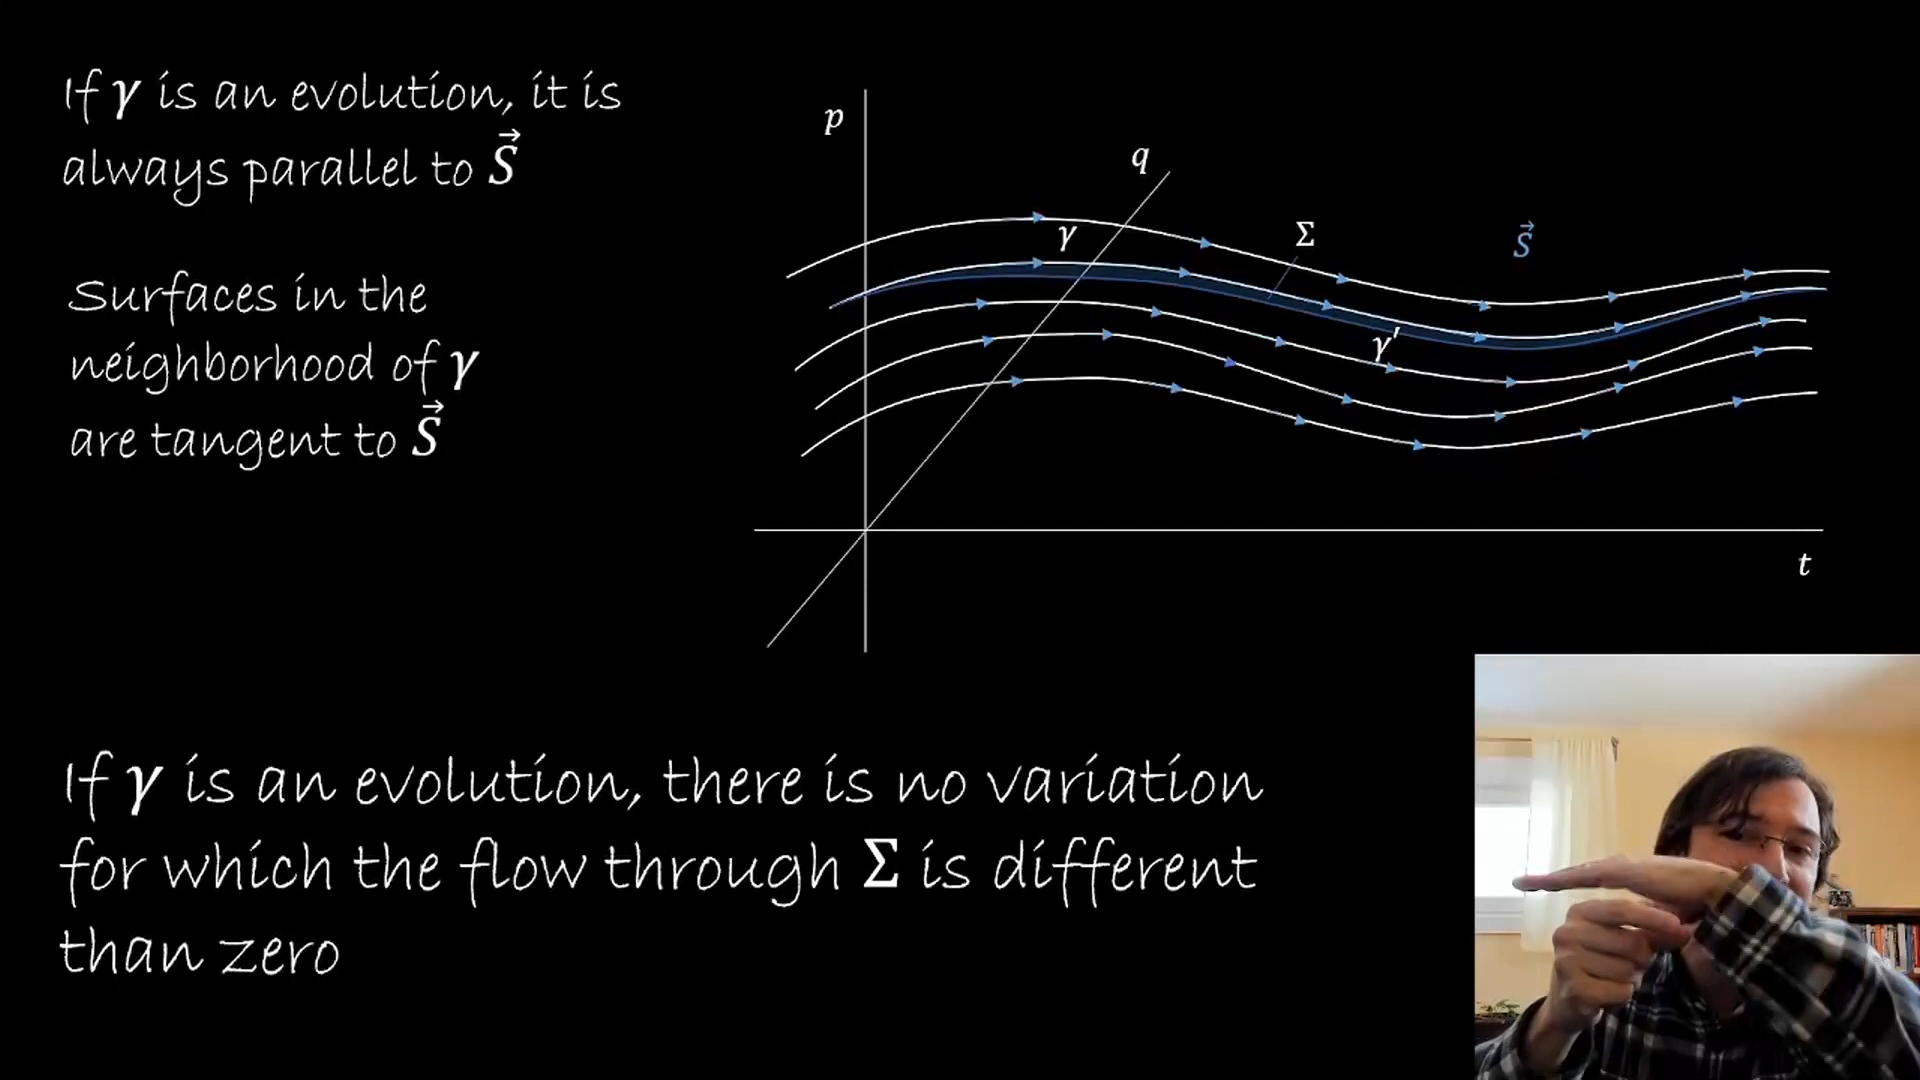 If γ is an evolution, it is
always parallel to S⃗
Surfaces in the
neighborhood of γ
are tangent to S⃗
p
q
γ
Σ
S⃗
γ′
t
If γ is an evolution, there is no variation
for which the flow through Σ is different
than zero